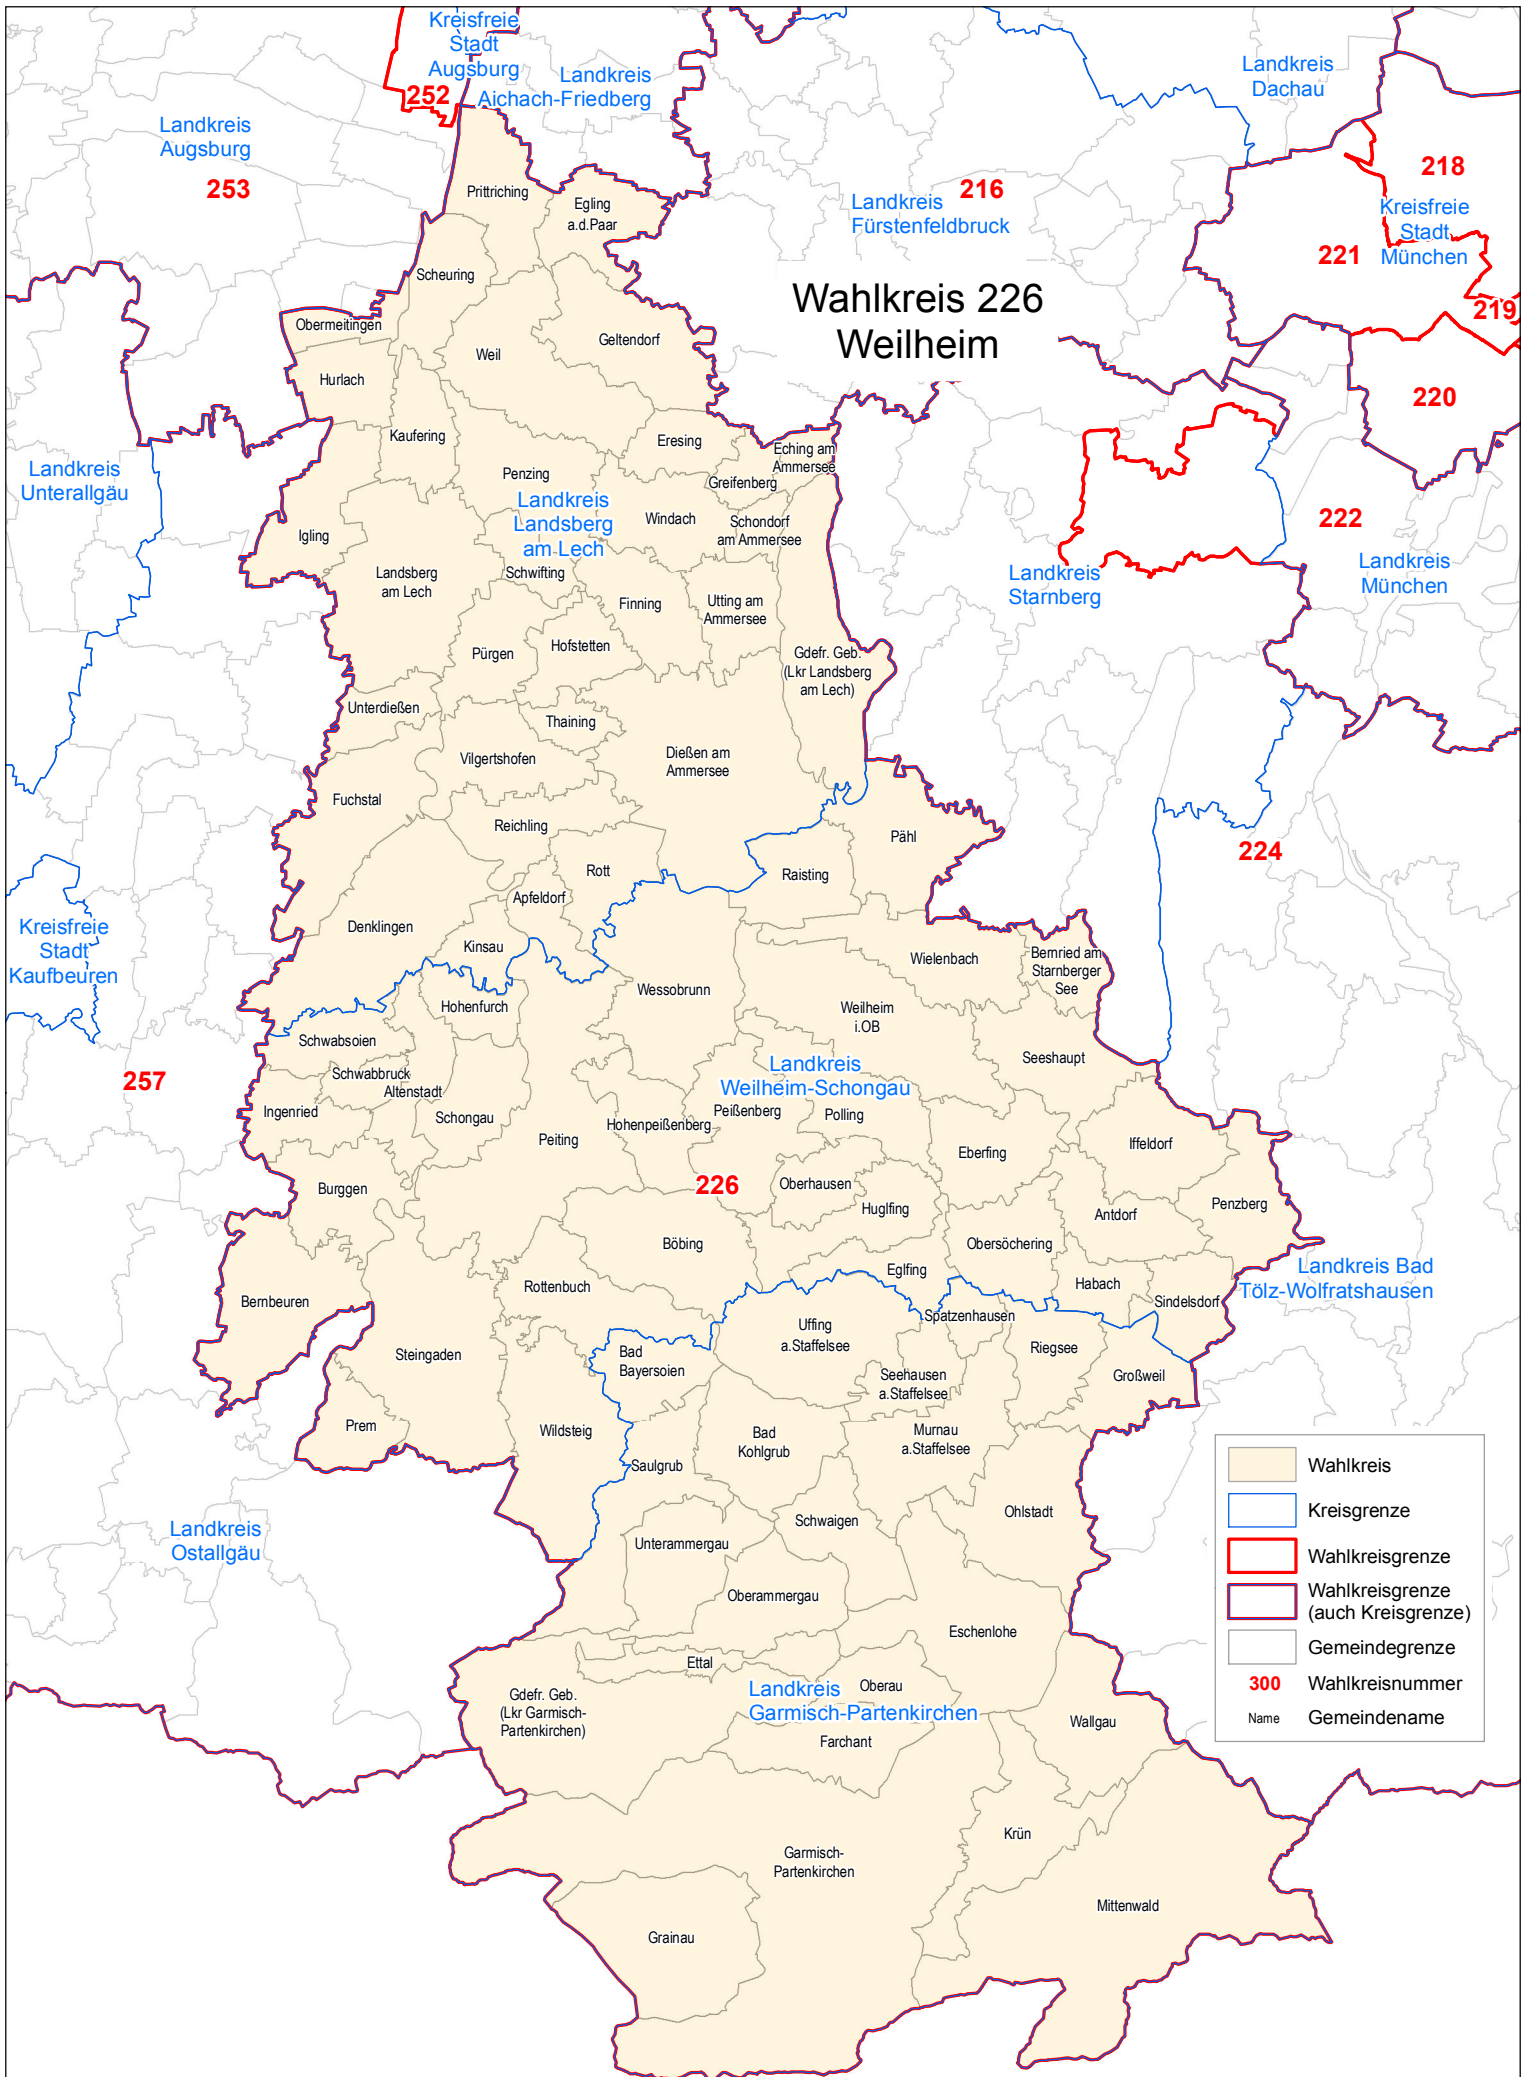 Kreisfreie
Stadt
Augsburg
Landkreis
Aichach-Friedberg
252
Landkreis
Augsburg
253
Landkreis
Dachau
218
216
Landkreis
Fürstenfeldbruck
Kreisfreie
Stadt
München
221
219
Wahlkreis 226
Weilheim
220
Prittriching
Egling
a.d.Paar
Scheuring
Obermeitingen
Geltendorf
Weil
Hurlach
Kaufering
Eresing
Eching am
Ammersee
Greifenberg
Penzing
Landkreis
Unterallgäu
Landkreis
Landsberg
am Lech
Windach
Schondorf
am Ammersee
222
Igling
Landsberg
am Lech
Schwifting
Landkreis
Starnberg
Landkreis
München
Finning
Utting am
Ammersee
Pürgen
Hofstetten
Gdefr. Geb.
(Lkr Landsberg
am Lech)
Unterdießen
Thaining
Vilgertshofen
Dießen am
Ammersee
Fuchstal
Reichling
Pähl
224
Rott
Raisting
Apfeldorf
Denklingen
Kinsau
Kreisfreie
Stadt
Kaufbeuren
Wielenbach
Bernried am
Starnberger
See
Wessobrunn
Hohenfurch
Weilheim
i.OB
Schwabsoien
Seeshaupt
Landkreis
Weilheim-Schongau
257
Schwabbruck
Altenstadt
Ingenried
Schongau
Peiting
Hohenpeißenberg
Peißenberg
Polling
Eberfing
Iffeldorf
226
Oberhausen
Burggen
Huglfing
Antdorf
Penzberg
Böbing
Obersöchering
Eglfing
Landkreis Bad
Tölz-Wolfratshausen
Rottenbuch
Habach
Sindelsdorf
Bernbeuren
Spatzenhausen
Uffing
a.Staffelsee
Riegsee
Steingaden
Bad
Bayersoien
Seehausen
a.Staffelsee
Großweil
Prem
Wildsteig
Bad
Kohlgrub
Murnau
a.Staffelsee
Saulgrub
Ohlstadt
Schwaigen
Landkreis
Ostallgäu
Unterammergau
Oberammergau
Eschenlohe
Ettal
Oberau
Gdefr. Geb.
(Lkr Garmisch-
Partenkirchen)
Landkreis
Garmisch-Partenkirchen
Wallgau
Farchant
Krün
Garmisch-
Partenkirchen
Mittenwald
Grainau
Wahlkreis
Kreisgrenze
Wahlkreisgrenze
Wahlkreisgrenze
(auch Kreisgrenze)
Gemeindegrenze
300 Wahlkreisnummer
Name Gemeindename